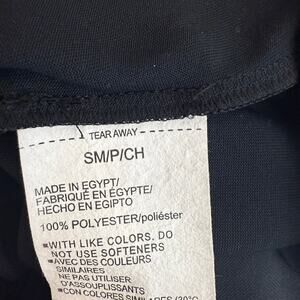 TEAR AWAY
SM/P/CH
MADE IN EGYPT/
FABRIQUÉ EN ÉGYPTE/
HECHO EN EGIPTO
100% POLYESTER/poliéster
■WITH LIKE COLORS, DO
NOT USE SOFTENERS
■AVEC DES COULEURS
SIMILAIRES
NE PAS UTILISER
D'ASSOUPLISSANTS
■CON COLORES SIMILARES (30°C